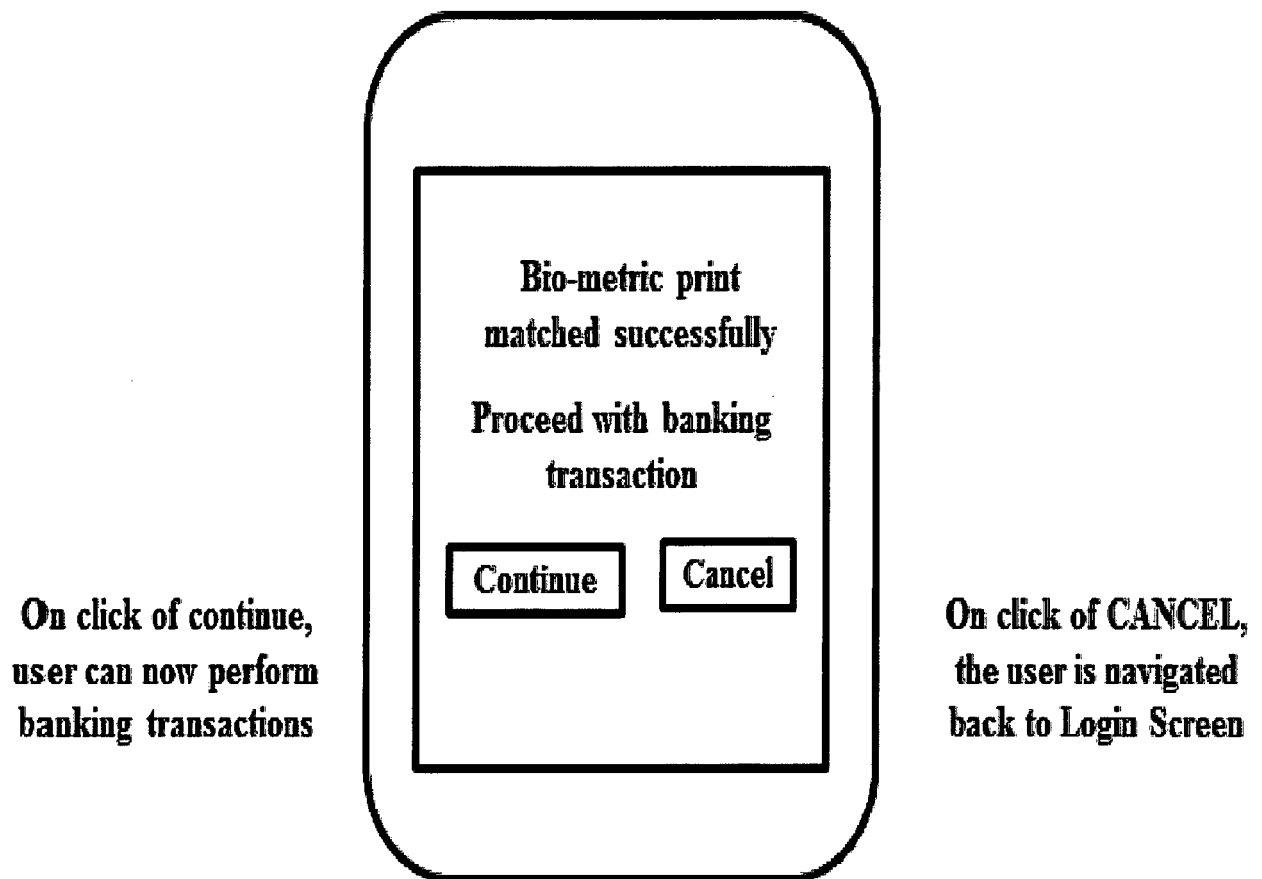 Bio-metric print
matched successfully
Proceed with banking
transaction
Continue
Cancel
On click of continue,
user can now perform
banking transactions
On click of CANCEL,
the user is navigated
back to Login Screen